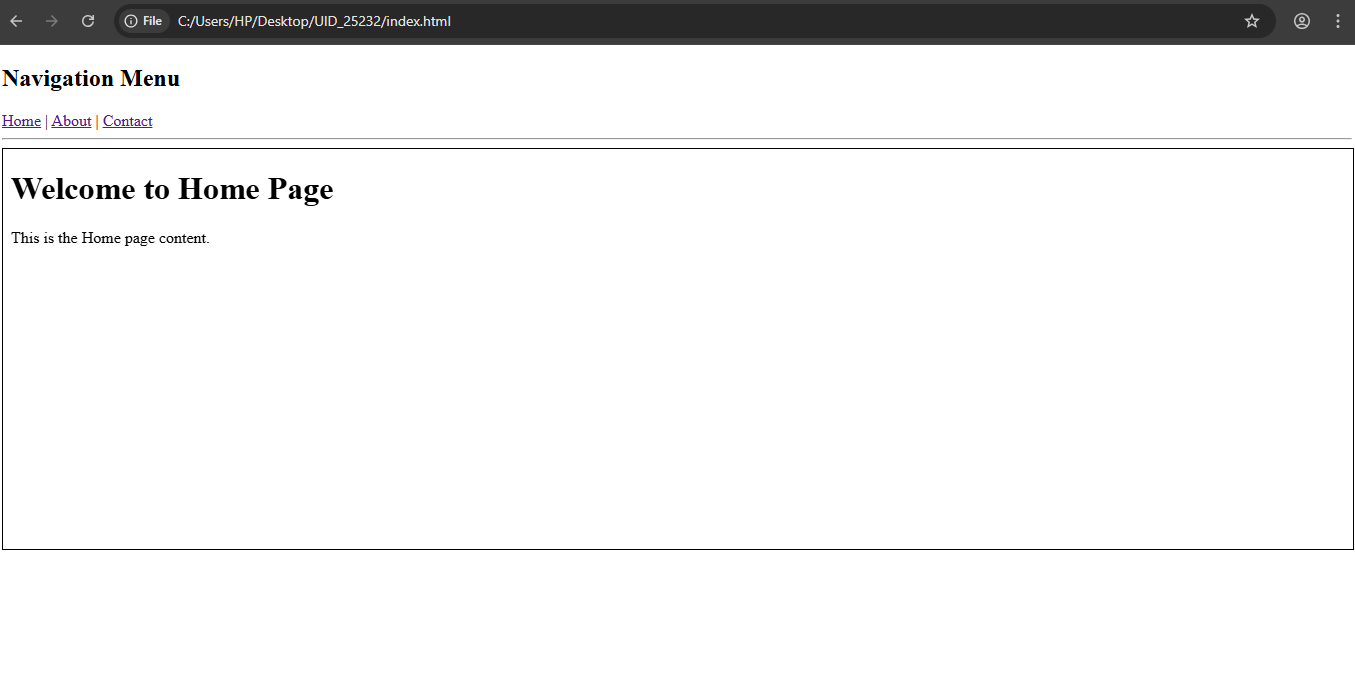 File C:/Users/HP/Desktop/UID_25232/index.html
Navigation Menu
Home | About | Contact
Welcome to Home Page
This is the Home page content.